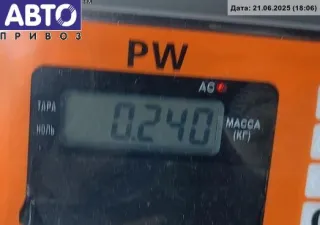 АВТО
ПРИВОЗ
Дата: 21.06.2025 (18:06)
PW
AC
ТАРА
НОЛЬ
0.240
МАССА
(КГ)